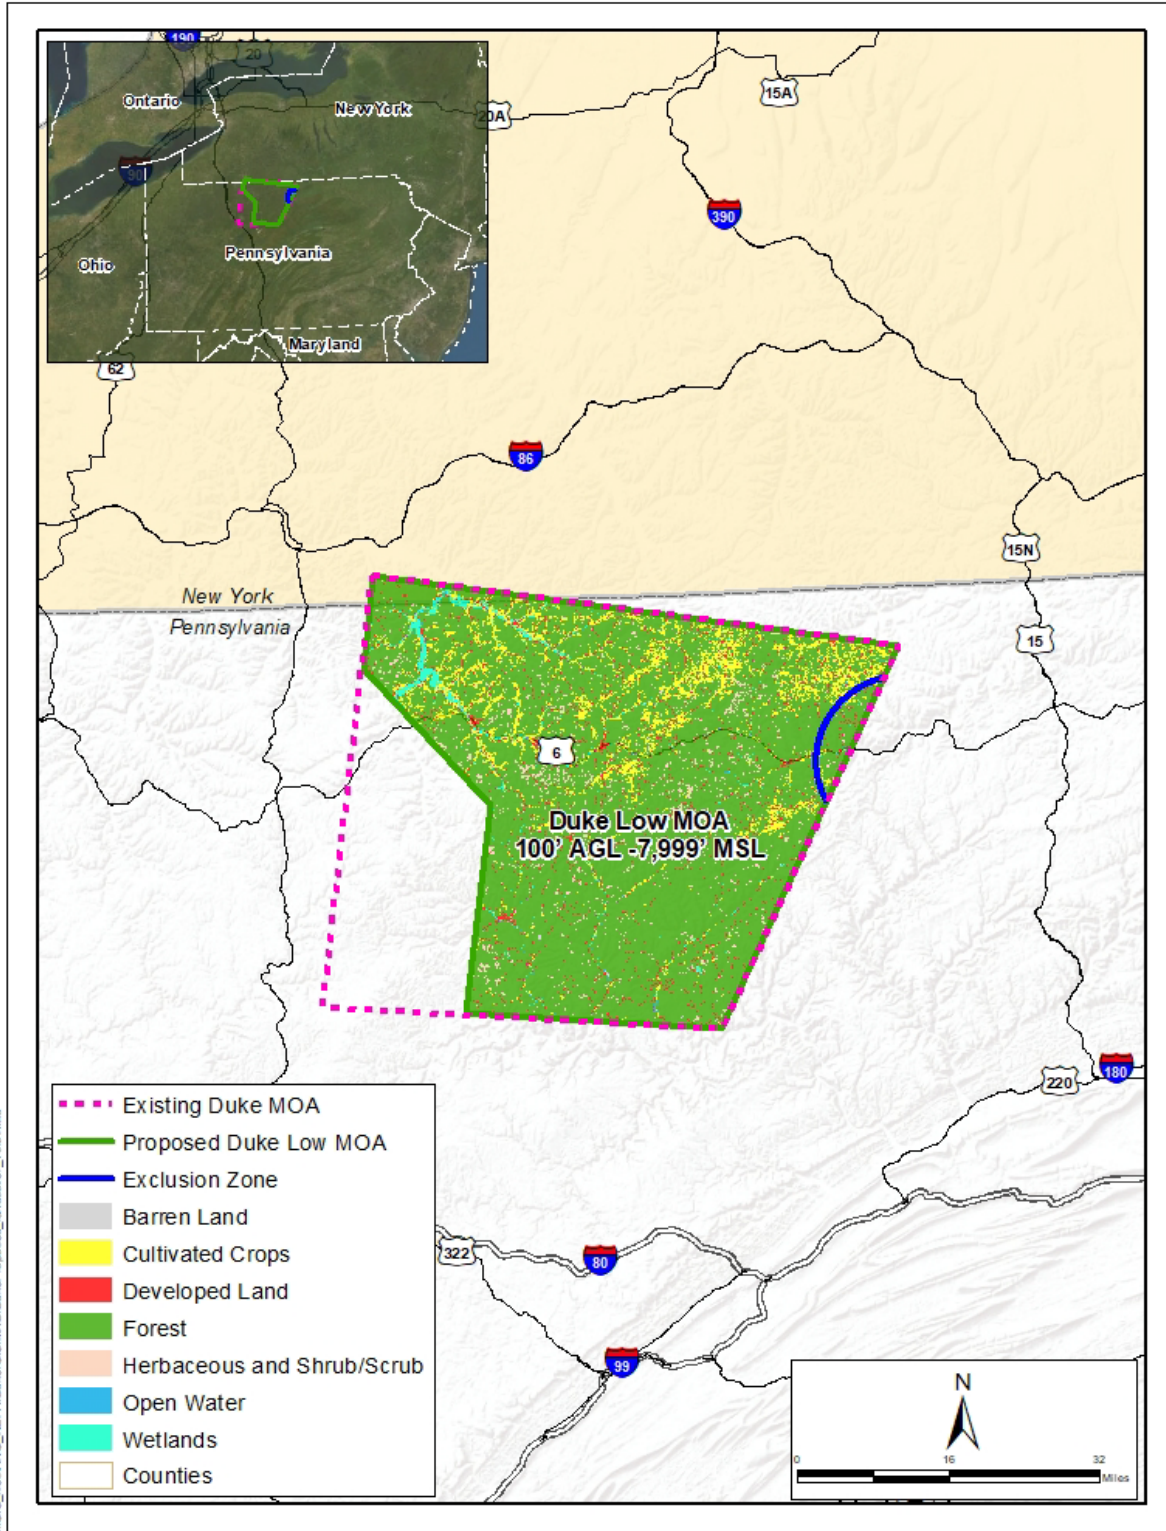 190
20
Ontario
New York
20A
15A
90
390
Pennsylvania
Ohio
Maryland
62
86
15N
New York
Pennsylvania
15
6
Duke Low MOA
100' AGL -7,999' MSL
180
220
Existing Duke MOA
Proposed Duke Low MOA
Exclusion Zone
Barren Land
Cultivated Crops
Developed Land
Forest
Herbaceous and Shrub/Scrub
Open Water
Wetlands
Counties
322
80
99
N
0 16 32
Miles